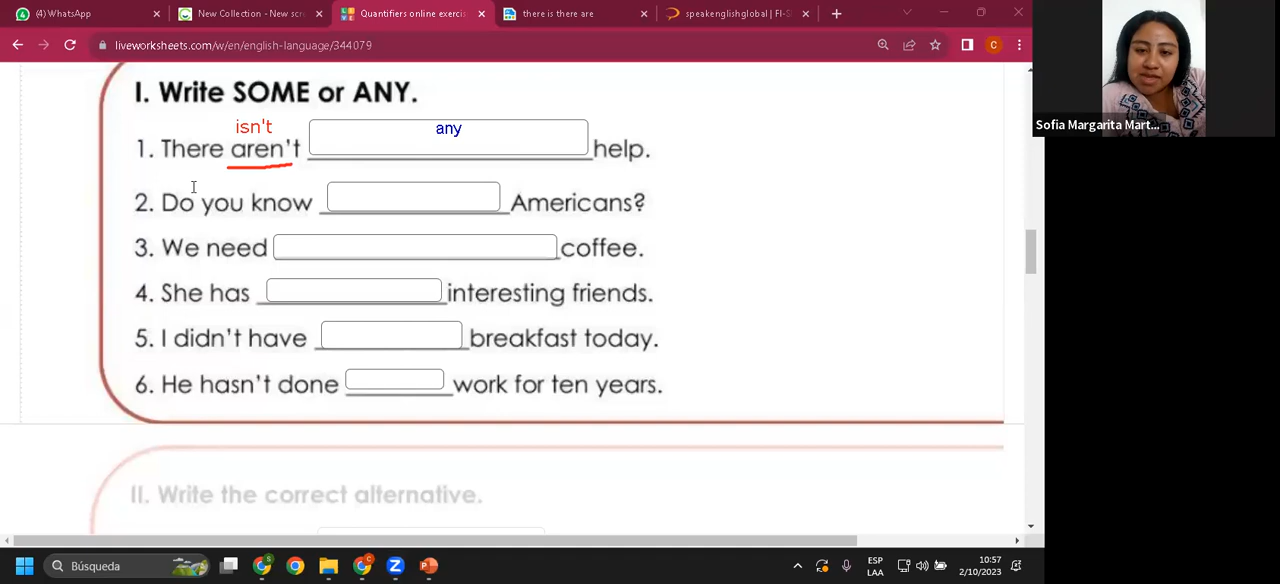 (4) WhatsApp
New Collection - New scr
Quantifiers online exerci
there is there are
speakenglishglobal | FI-S
liveworksheets.com/w/en/english-language/344079
C
Sofia Margarita Mart...
I. Write SOME or ANY.
isn't
1. There aren't any help.
2. Do you know Americans?
3. We need coffee.
4. She has interesting friends.
5. I didn't have breakfast today.
6. He hasn't done work for ten years.
II. Write the correct alternative.
Búsqueda
ESP
LAA
10:57
2/10/2023